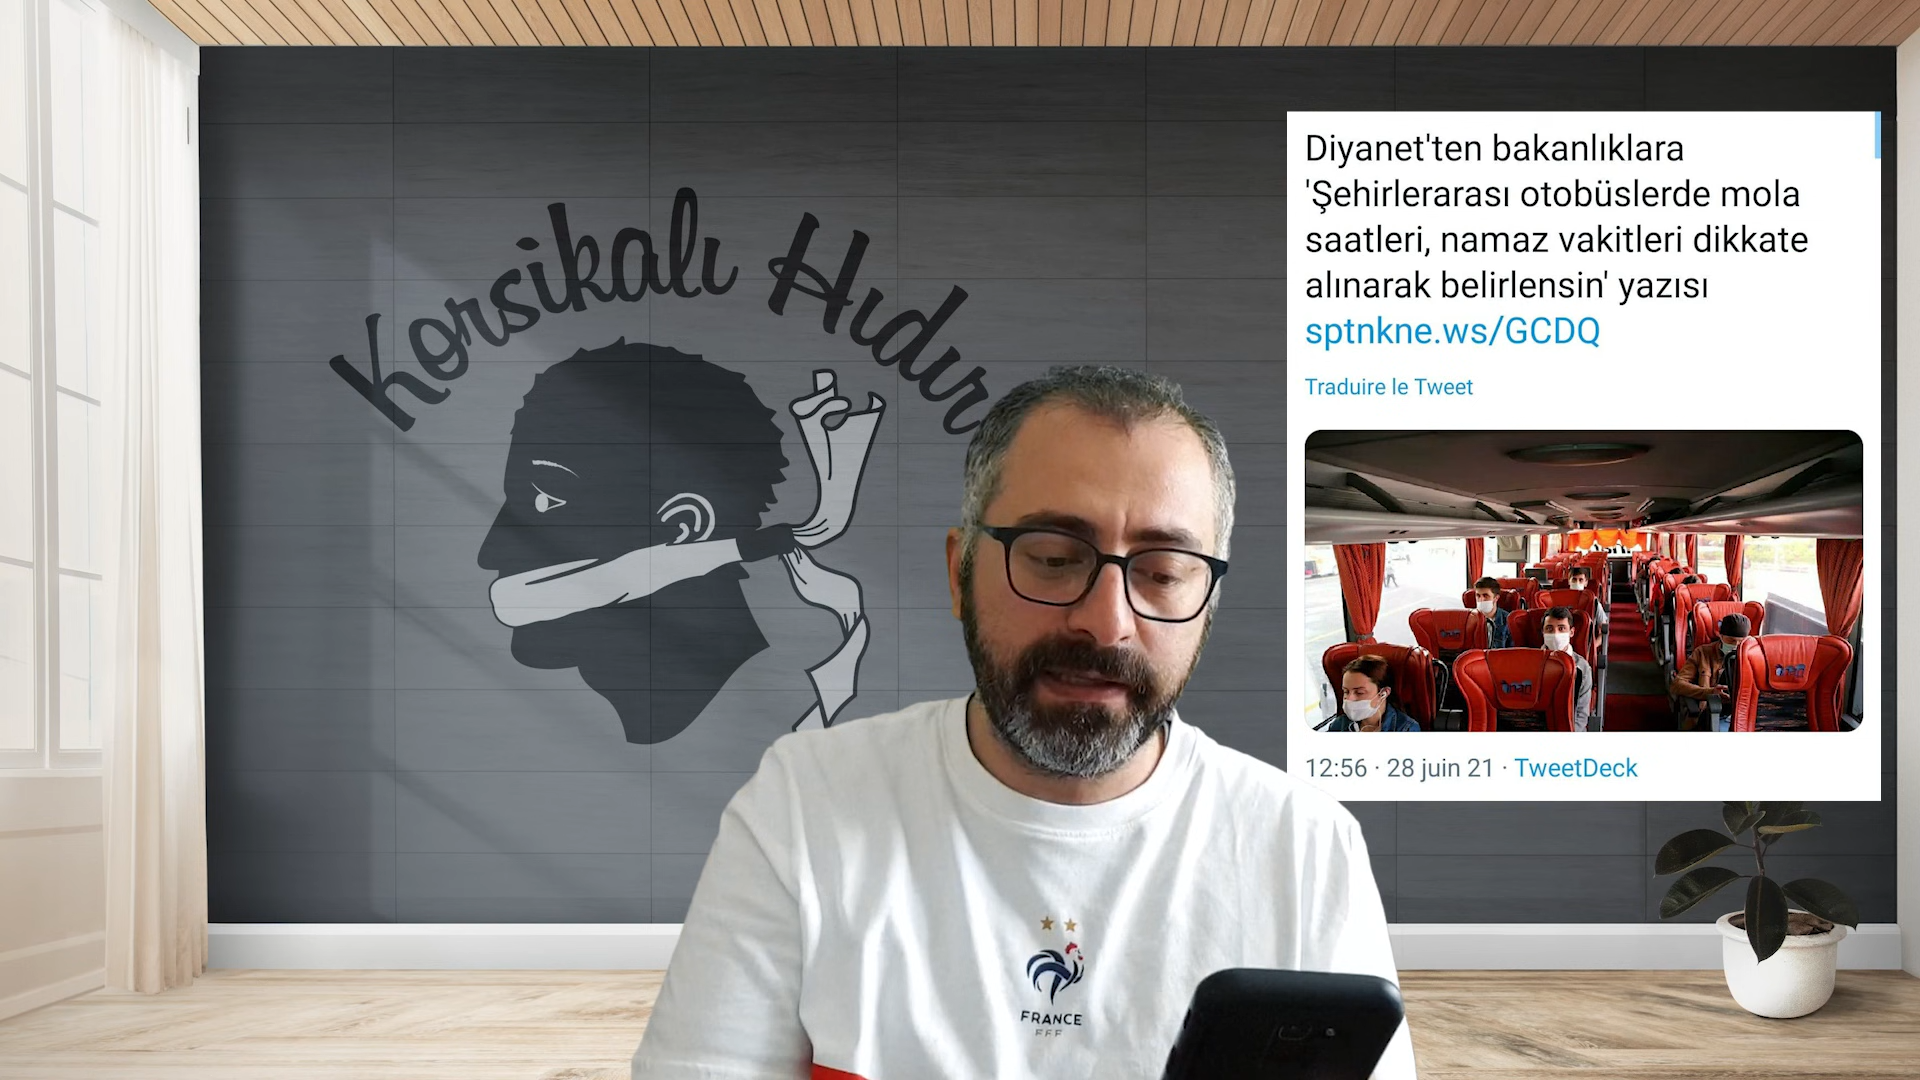 Korsikalı Hıdır
Diyanet'ten bakanlıklara
'Şehirlerarası otobüslerde mola
saatleri, namaz vakitleri dikkate
alınarak belirlensin' yazısı
sptnkne.ws/GCDQ
Traduire le Tweet
12:56 · 28 juin 21 · TweetDeck
FRANCE
FFF